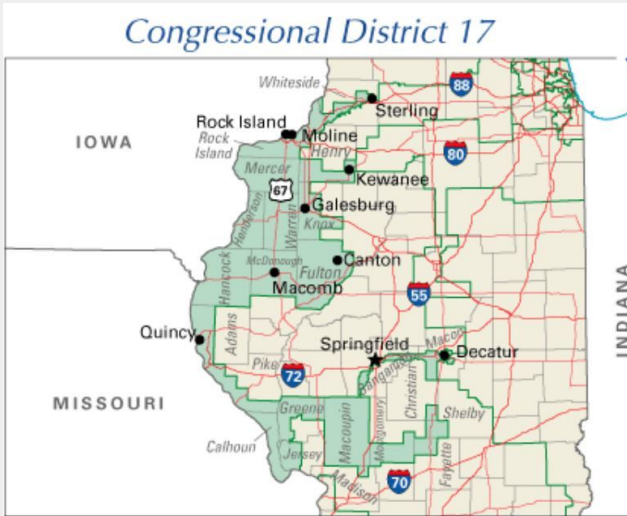 Congressional District 17
Whiteside
88
Sterling
Rock Island
Moline
Rock
Island
Henry
IOWA
80
Mercer
Kewanee
67
Galesburg
Henderson
Warren
Knox
McDonough
Canton
Hancock
Fulton
Macomb
55
INDIANA
Quincy
Adams
Springfield
Macon
Decatur
Pike
72
Sangamon
Christian
MISSOURI
Greene
Shelby
Macoupin
Montgomery
Calhoun
Jersey
Fayette
Madison
70